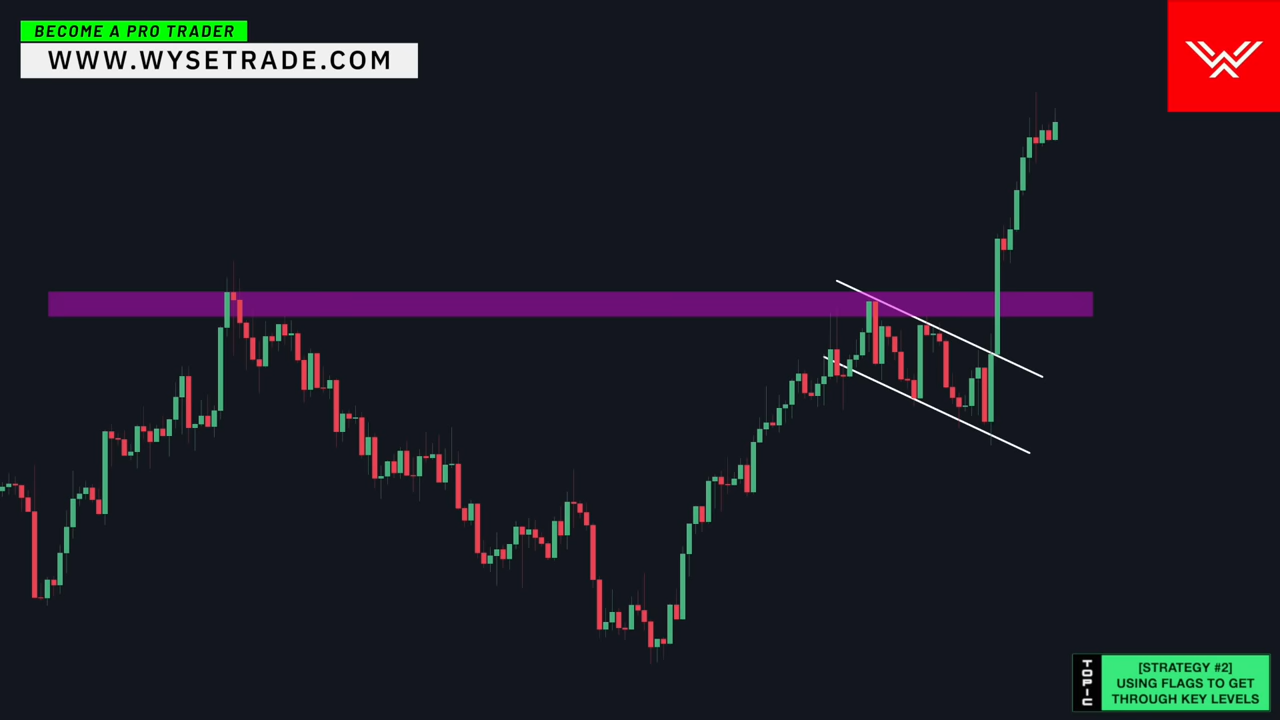 BECOME A PRO TRADER
WWW.WYSETRADE.COM
TOPIC
[STRATEGY #2]
USING FLAGS TO GET
THROUGH KEY LEVELS